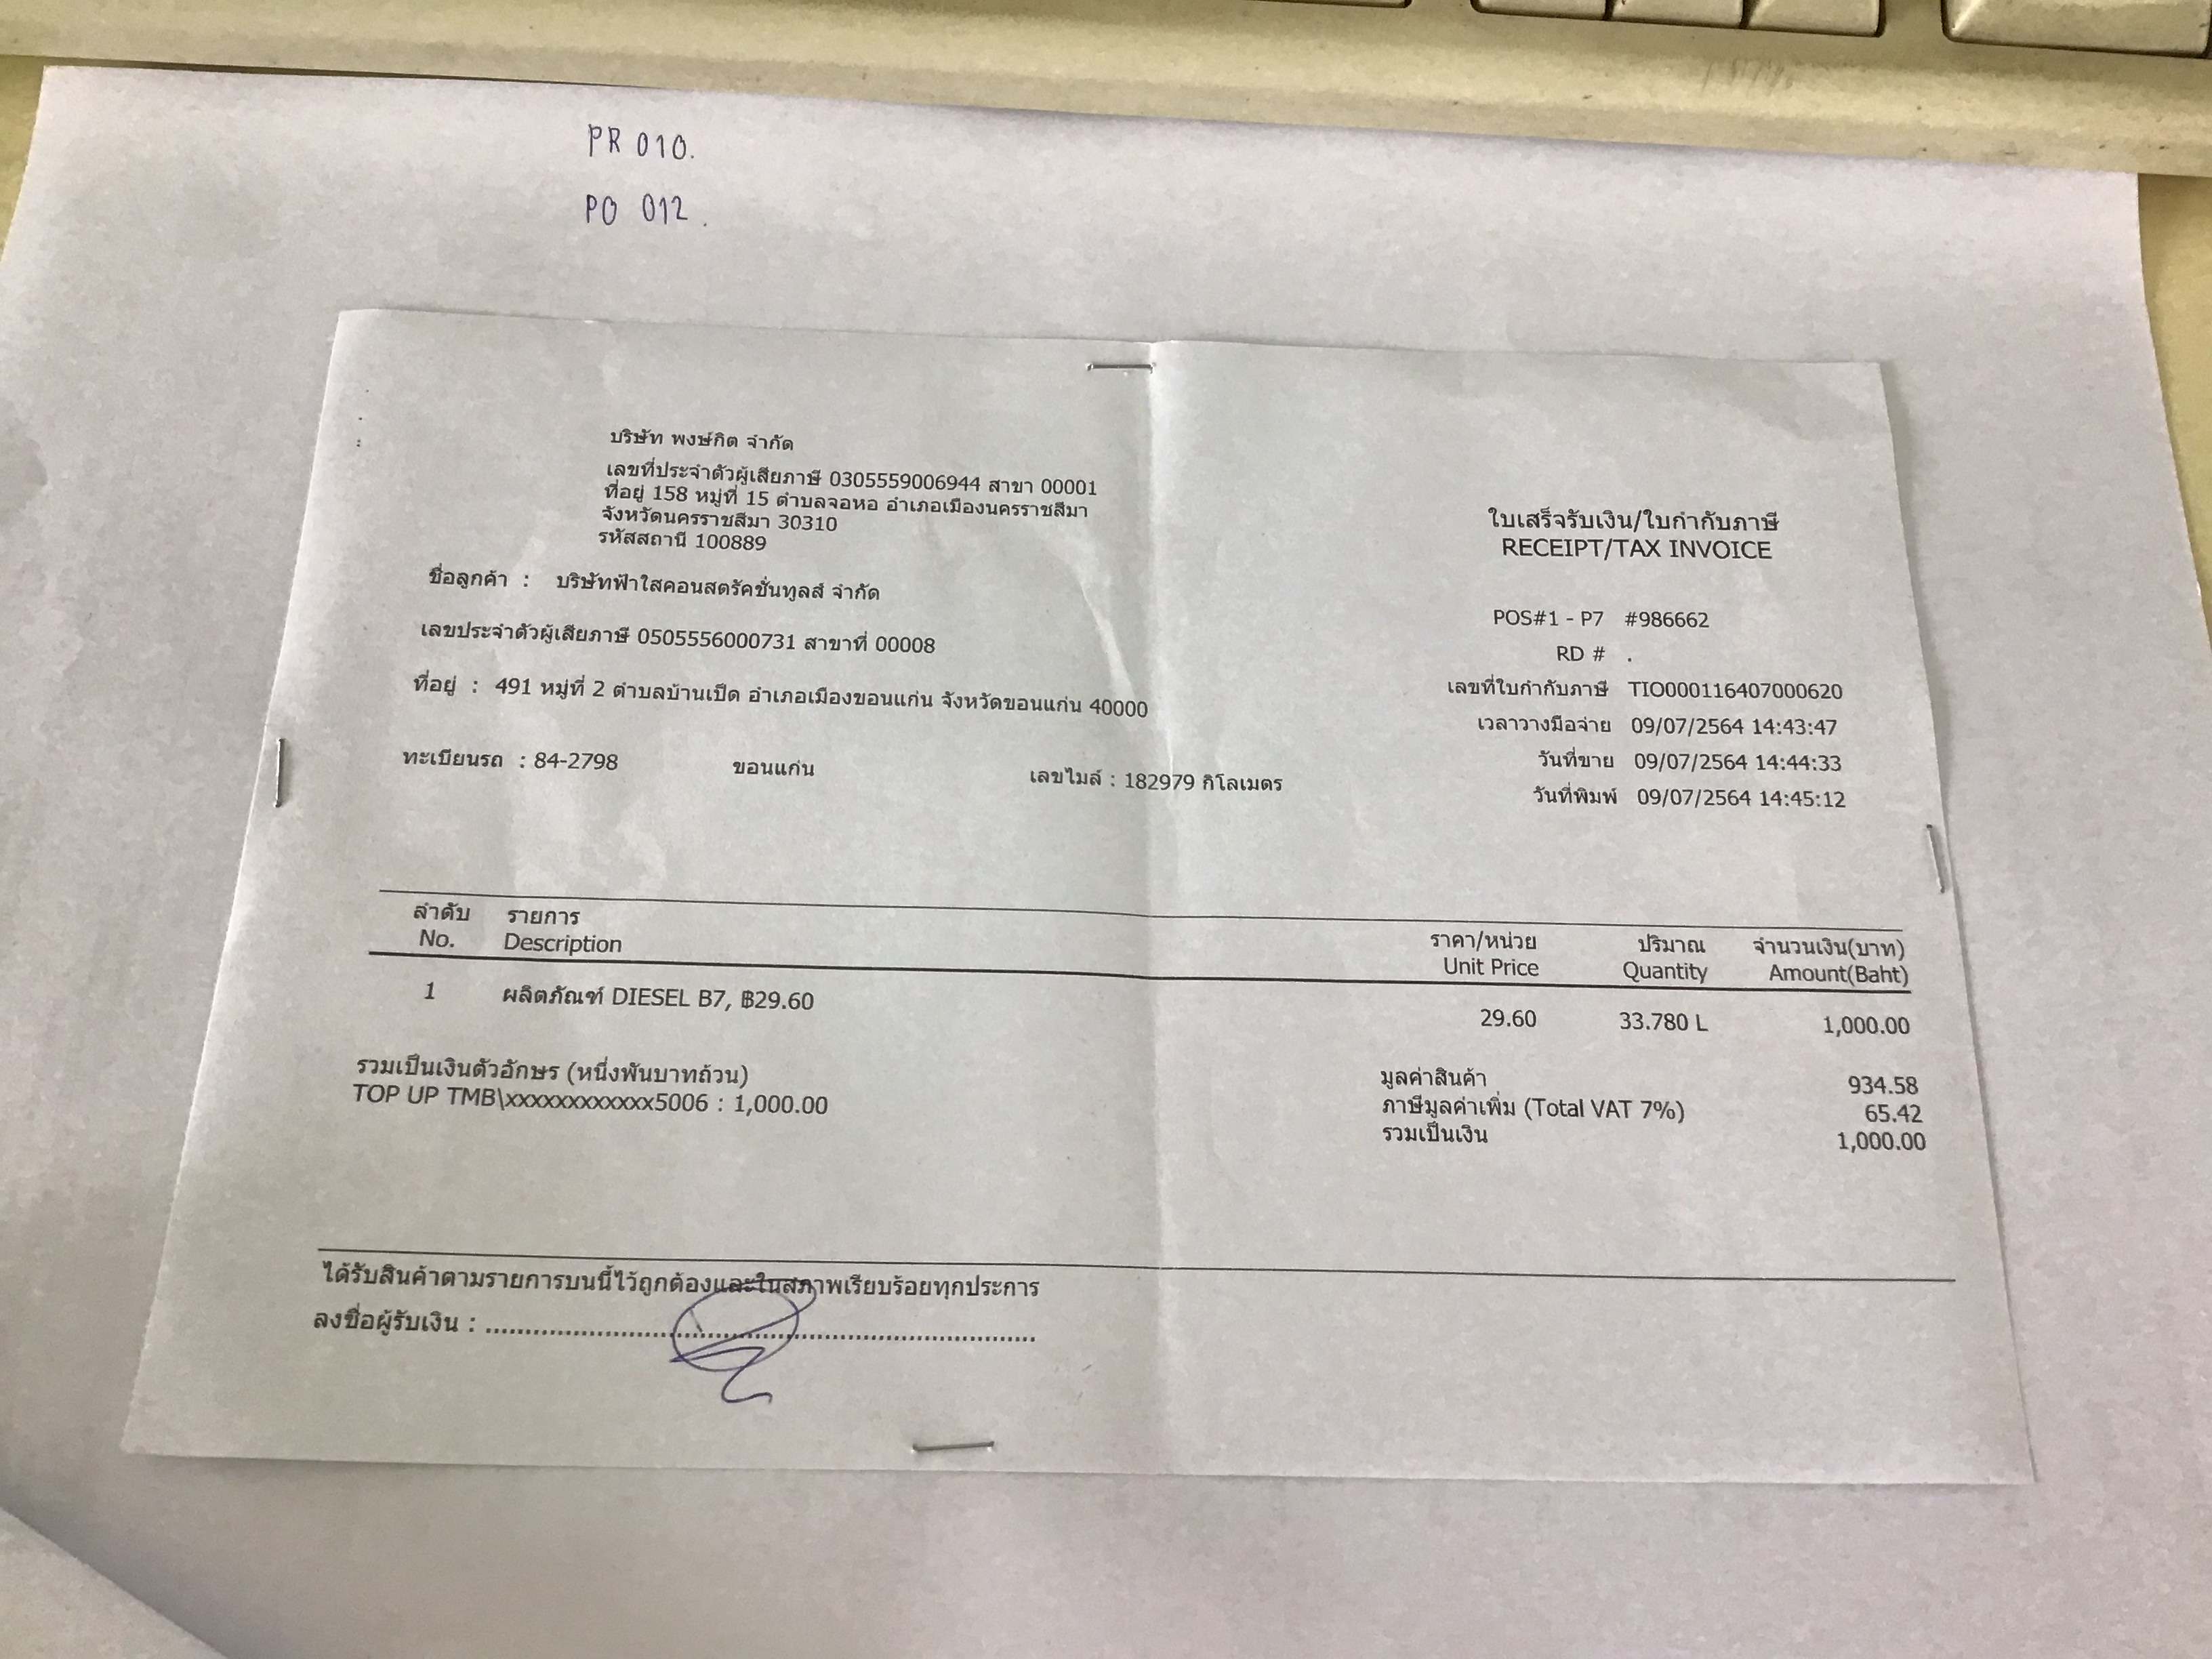 PR 010.
PO 012.
บริษัท พงษ์กิต จำกัด
เลขที่ประจำตัวผู้เสียภาษี 0305559006944 สาขา 00001
ที่อยู่ 158 หมู่ที่ 15 ตำบลจอหอ อำเภอเมืองนครราชสีมา
จังหวัดนครราชสีมา 30310
รหัสสถานี 100889
ใบเสร็จรับเงิน/ใบกำกับภาษี
RECEIPT/TAX INVOICE
ชื่อลูกค้า : บริษัทฟ้าใสคอนสตรัคชั่นทูลส์ จำกัด
เลขประจำตัวผู้เสียภาษี 0505556000731 สาขาที่ 00008
ที่อยู่ : 491 หมู่ที่ 2 ตำบลบ้านเป็ด อำเภอเมืองขอนแก่น จังหวัดขอนแก่น 40000
ทะเบียนรถ : 84-2798 ขอนแก่น เลขไมล์ : 182979 กิโลเมตร
POS#1 - P7 #986662
RD # .
เลขที่ใบกำกับภาษี TIO000116407000620
เวลาวางมือจ่าย 09/07/2564 14:43:47
วันที่ขาย 09/07/2564 14:44:33
วันที่พิมพ์ 09/07/2564 14:45:12
ลำดับ รายการ ราคา/หน่วย ปริมาณ จำนวนเงิน(บาท)
No. Description Unit Price Quantity Amount(Baht)
1 ผลิตภัณฑ์ DIESEL B7, ฿29.60 29.60 33.780 L 1,000.00
รวมเป็นเงินตัวอักษร (หนึ่งพันบาทถ้วน)
TOP UP TMB\xxxxxxxxxxxx5006 : 1,000.00
มูลค่าสินค้า 934.58
ภาษีมูลค่าเพิ่ม (Total VAT 7%) 65.42
รวมเป็นเงิน 1,000.00
ได้รับสินค้าตามรายการบนนี้ไว้ถูกต้องและในสภาพเรียบร้อยทุกประการ
ลงชื่อผู้รับเงิน : ......................................................................